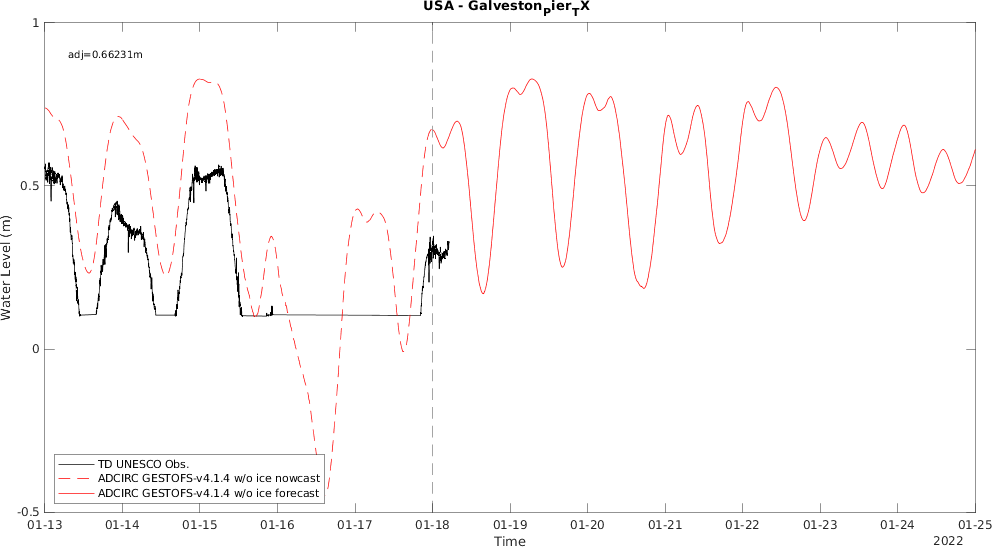 USA - GalvestonPierTX
adj=0.66231m
1
0.5
0
-0.5
Water Level (m)
TD UNESCO Obs.
ADCIRC GESTOFS-v4.1.4 w/o ice nowcast
ADCIRC GESTOFS-v4.1.4 w/o ice forecast
01-13 01-14 01-15 01-16 01-17 01-18 01-19 01-20 01-21 01-22 01-23 01-24 01-25
Time
2022